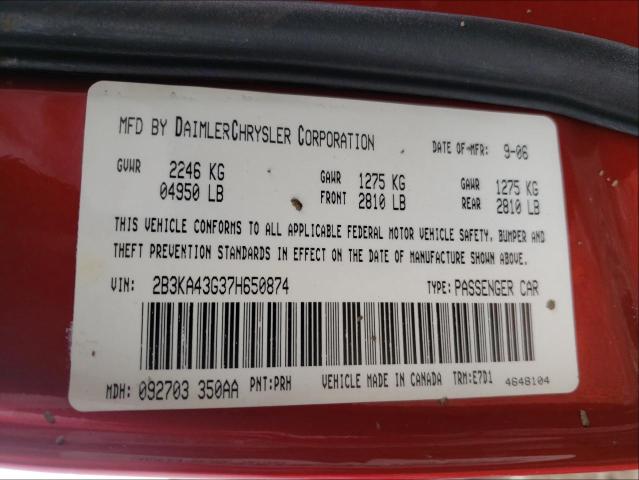 MFD BY DAIMLERCHRYSLER CORPORATION DATE OF MFR: 9-06
GVWR 2246 KG GAWR 1275 KG GAWR 1275 KG
04950 LB FRONT 2810 LB REAR 2810 LB
THIS VEHICLE CONFORMS TO ALL APPLICABLE FEDERAL MOTOR VEHICLE SAFETY, BUMPER AND
THEFT PREVENTION STANDARDS IN EFFECT ON THE DATE OF MANUFACTURE SHOWN ABOVE.
VIN: 2B3KA43G37H650874 TYPE: PASSENGER CAR
MDH: 092703 350AA PNT: PRH VEHICLE MADE IN CANADA TRM: E7D1 4648104